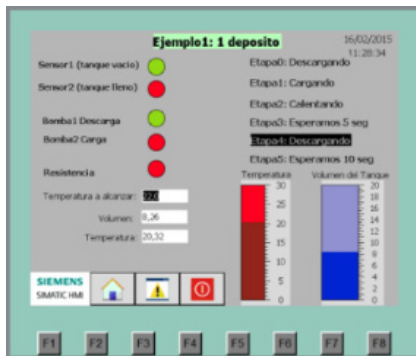 Ejemplo1: 1 deposito
16/02/2015
11:28:34
Sensor1 (tanque vacio)
Sensor2 (tanque lleno)
Bomba1 Descarga
Bomba2 Carga
Resistencia
Temperatura a alcanzar: 22,0
Volumen: 8,26
Temperatura: 20,32
Etapa0: Descargando
Etapa1: Cargando
Etapa2: Calentando
Etapa3: Esperamos 5 seg
Etapa4: Descargando
Etapa5: Esperamos 10 seg
Temperatura
30
25
20
15
10
5
0
Volumen del Tanque
20
18
16
14
12
10
8
6
4
2
0
SIEMENS
SIMATIC HMI
F1 F2 F3 F4 F5 F6 F7 F8